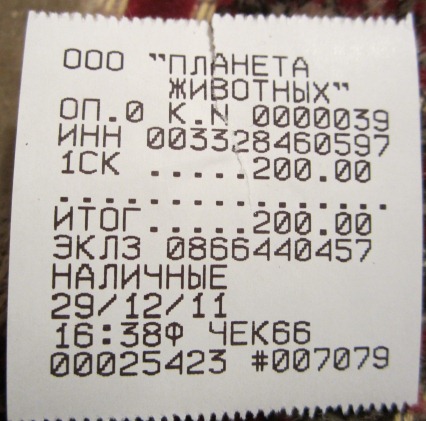 ООО "ПЛАНЕТА
ЖИВОТНЫХ"
ОП.0 К.N 0000039
ИНН 003328460597
1СК .....200.00
................
ИТОГ.....200.00
ЭКЛЗ 0866440457
НАЛИЧНЫЕ
29/12/11
16:38Ф ЧЕК66
00025423 #007079